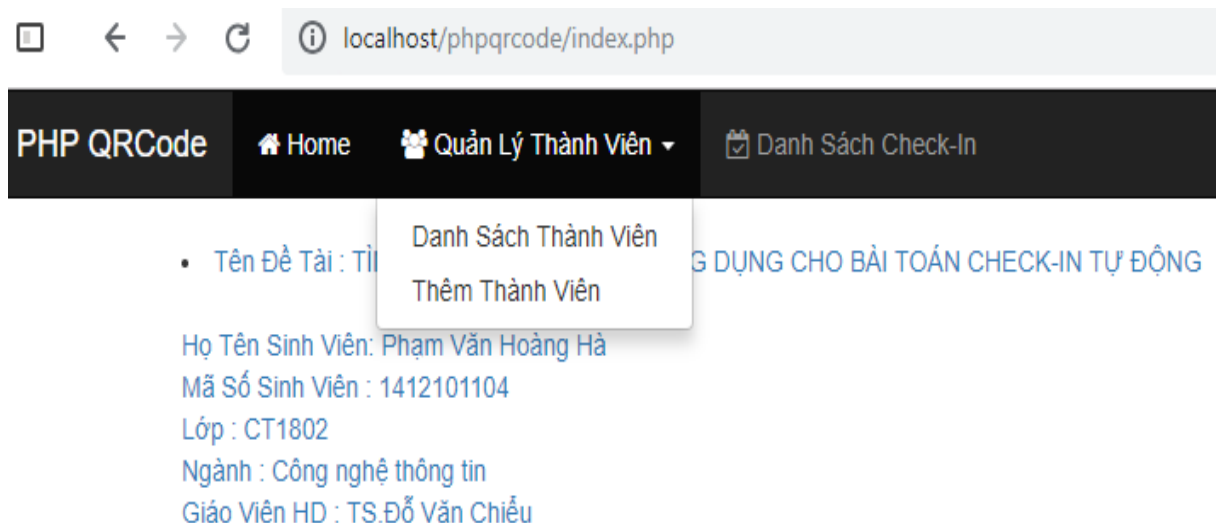 localhost/phpqrcode/index.php
PHP QRCode Home Quản Lý Thành Viên Danh Sách Check-In
Danh Sách Thành Viên
Thêm Thành Viên
Tên Đề Tài : DỤNG CHO BÀI TOÁN CHECK-IN TỰ ĐỘNG
Họ Tên Sinh Viên: Phạm Văn Hoàng Hà
Mã Số Sinh Viên : 1412101104
Lớp : CT1802
Ngành : Công nghệ thông tin
Giáo Viên HD : TS.Đỗ Văn Chiểu